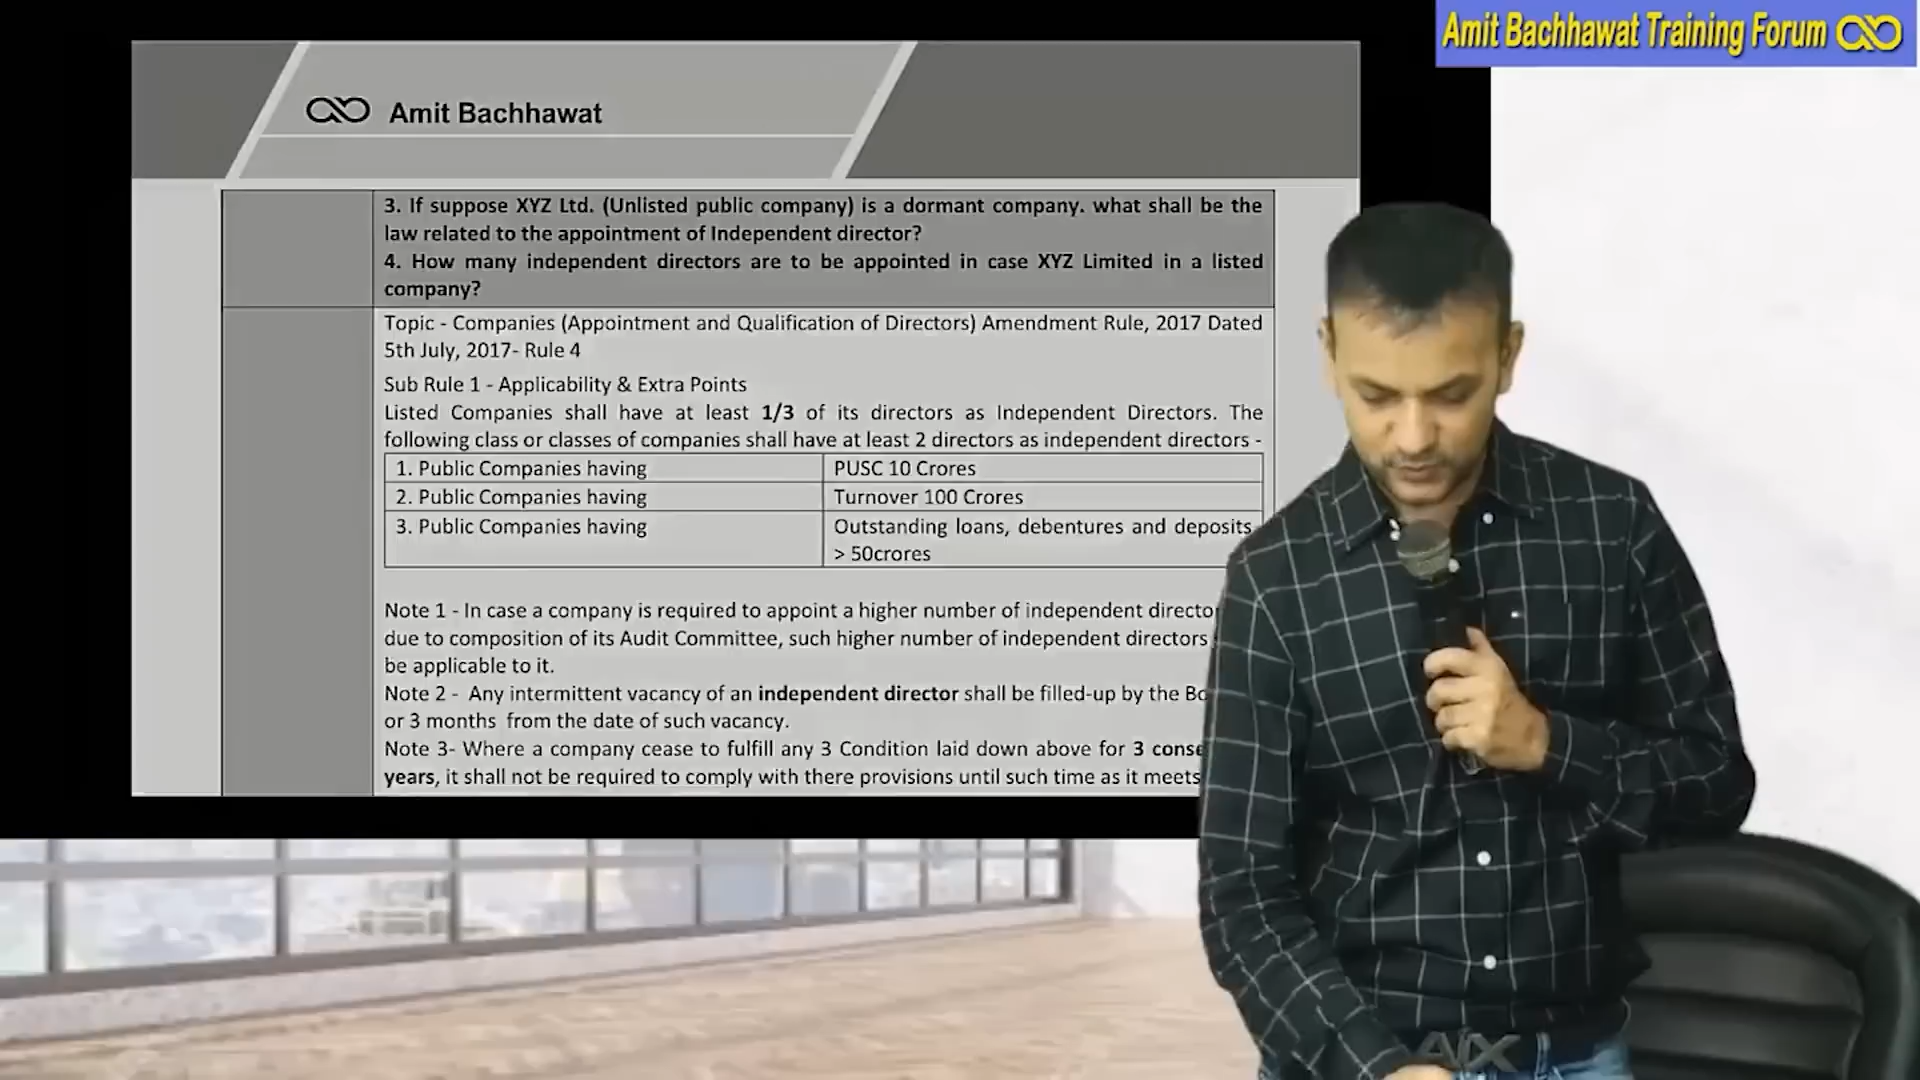 Amit Bachhawat Training Forum
Amit Bachhawat
3. If suppose XYZ Ltd. (Unlisted public company) is a dormant company. what shall be the
law related to the appointment of Independent director?
4. How many independent directors are to be appointed in case XYZ Limited in a listed
company?
Topic - Companies (Appointment and Qualification of Directors) Amendment Rule, 2017 Dated
5th July, 2017- Rule 4
Sub Rule 1 - Applicability & Extra Points
Listed Companies shall have at least 1/3 of its directors as Independent Directors. The
following class or classes of companies shall have at least 2 directors as independent directors -
1. Public Companies having PUSC 10 Crores
2. Public Companies having Turnover 100 Crores
3. Public Companies having Outstanding loans, debentures and deposits
> 50crores
Note 1 - In case a company is required to appoint a higher number of independent
due to composition of its Audit Committee, such higher number of independent directors
be applicable to it.
Note 2 - Any intermittent vacancy of an independent director shall be filled-up by the
or 3 months from the date of such vacancy.
Note 3- Where a company cease to fulfill any 3 Condition laid down above for 3
years, it shall not be required to comply with there provisions until such time as it meets